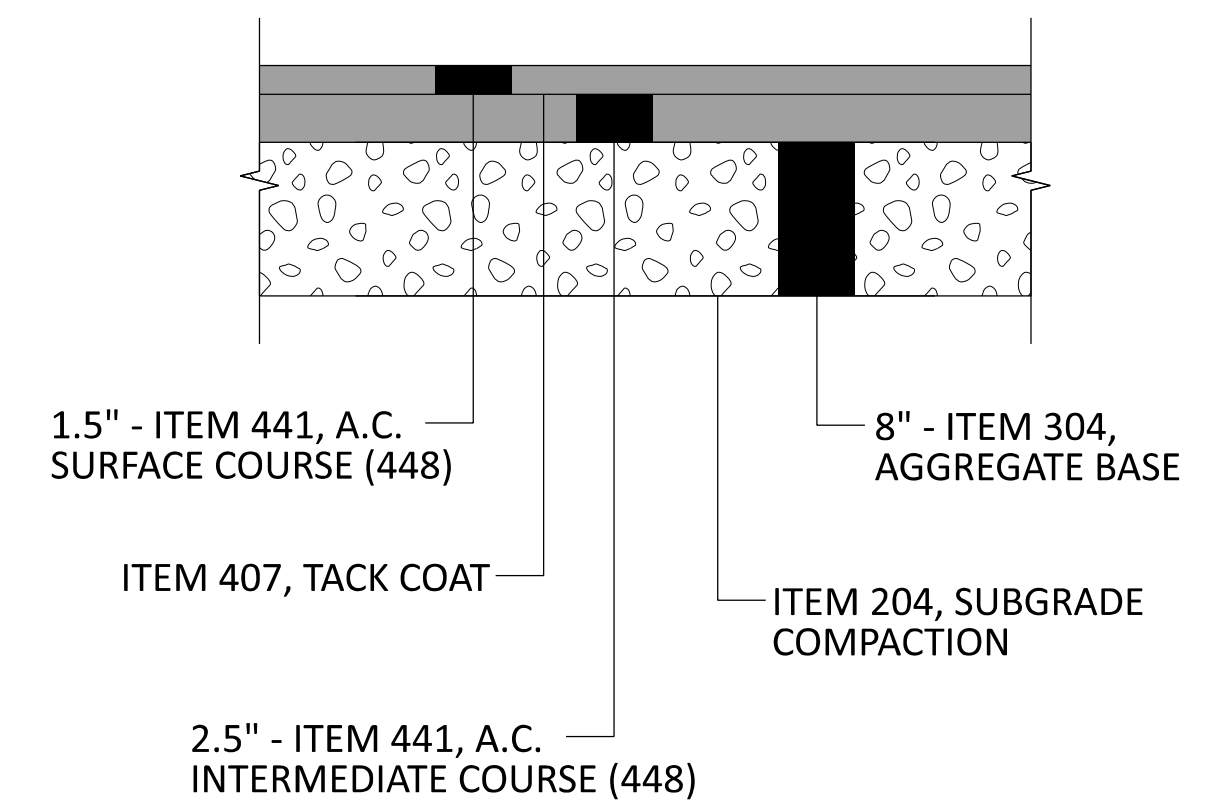 1.5" - ITEM 441, A.C.
SURFACE COURSE (448)
8" - ITEM 304,
AGGREGATE BASE
ITEM 407, TACK COAT
ITEM 204, SUBGRADE
COMPACTION
2.5" - ITEM 441, A.C.
INTERMEDIATE COURSE (448)